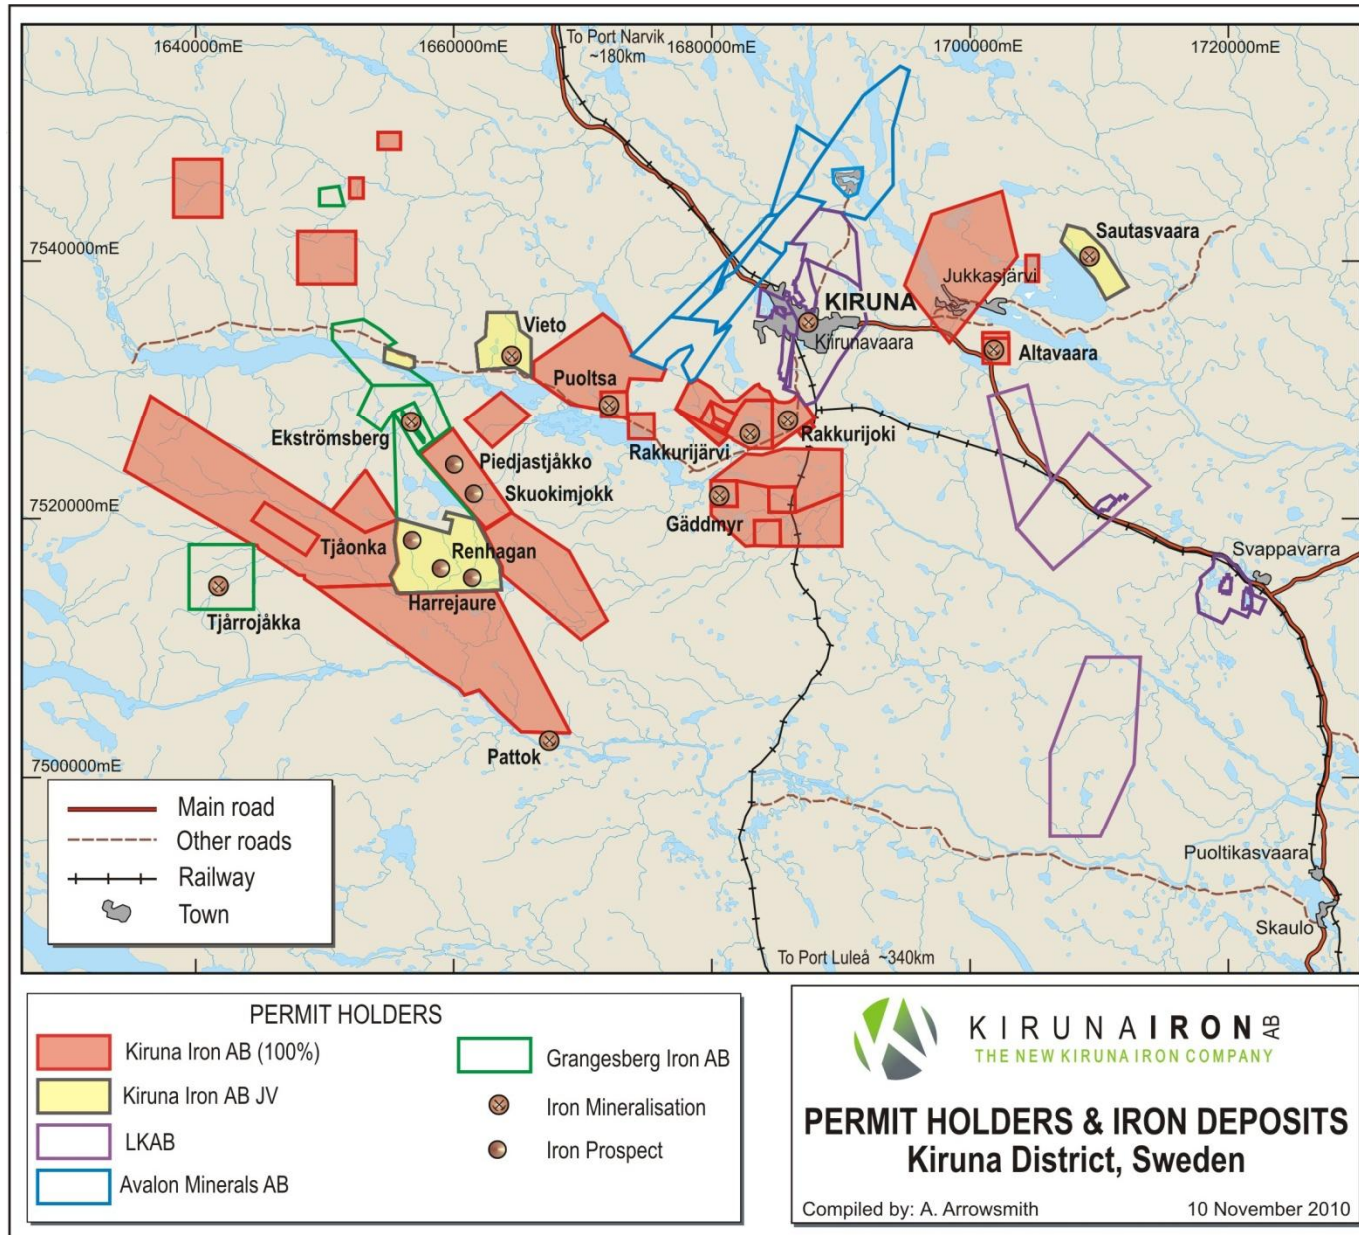 To Port Narvik
~180km
1640000mE
1660000mE
1680000mE
1700000mE
1720000mE
7540000mE
Sautasvaara
Jukkasjärvi
KIRUNA
Kiirunavaara
Altavaara
Vieto
Puoltsa
Ekströmsberg
Rakkurijärvi
Rakkurijoki
Piedjastjåkko
Skuokimjokk
7520000mE
Gäddmyr
Tjåonka
Renhagan
Harrejaure
Tjårrojåkka
Svappavarra
Pattok
7500000mE
Puoltikasvaara
Skaulo
To Port Luleå ~340km
Main road
Other roads
Railway
Town
PERMIT HOLDERS
Kiruna Iron AB (100%)
Kiruna Iron AB JV
LKAB
Avalon Minerals AB
Grangesberg Iron AB
Iron Mineralisation
Iron Prospect
KIRUNAIRON AB
THE NEW KIRUNA IRON COMPANY
PERMIT HOLDERS & IRON DEPOSITS
Kiruna District, Sweden
Compiled by: A. Arrowsmith
10 November 2010